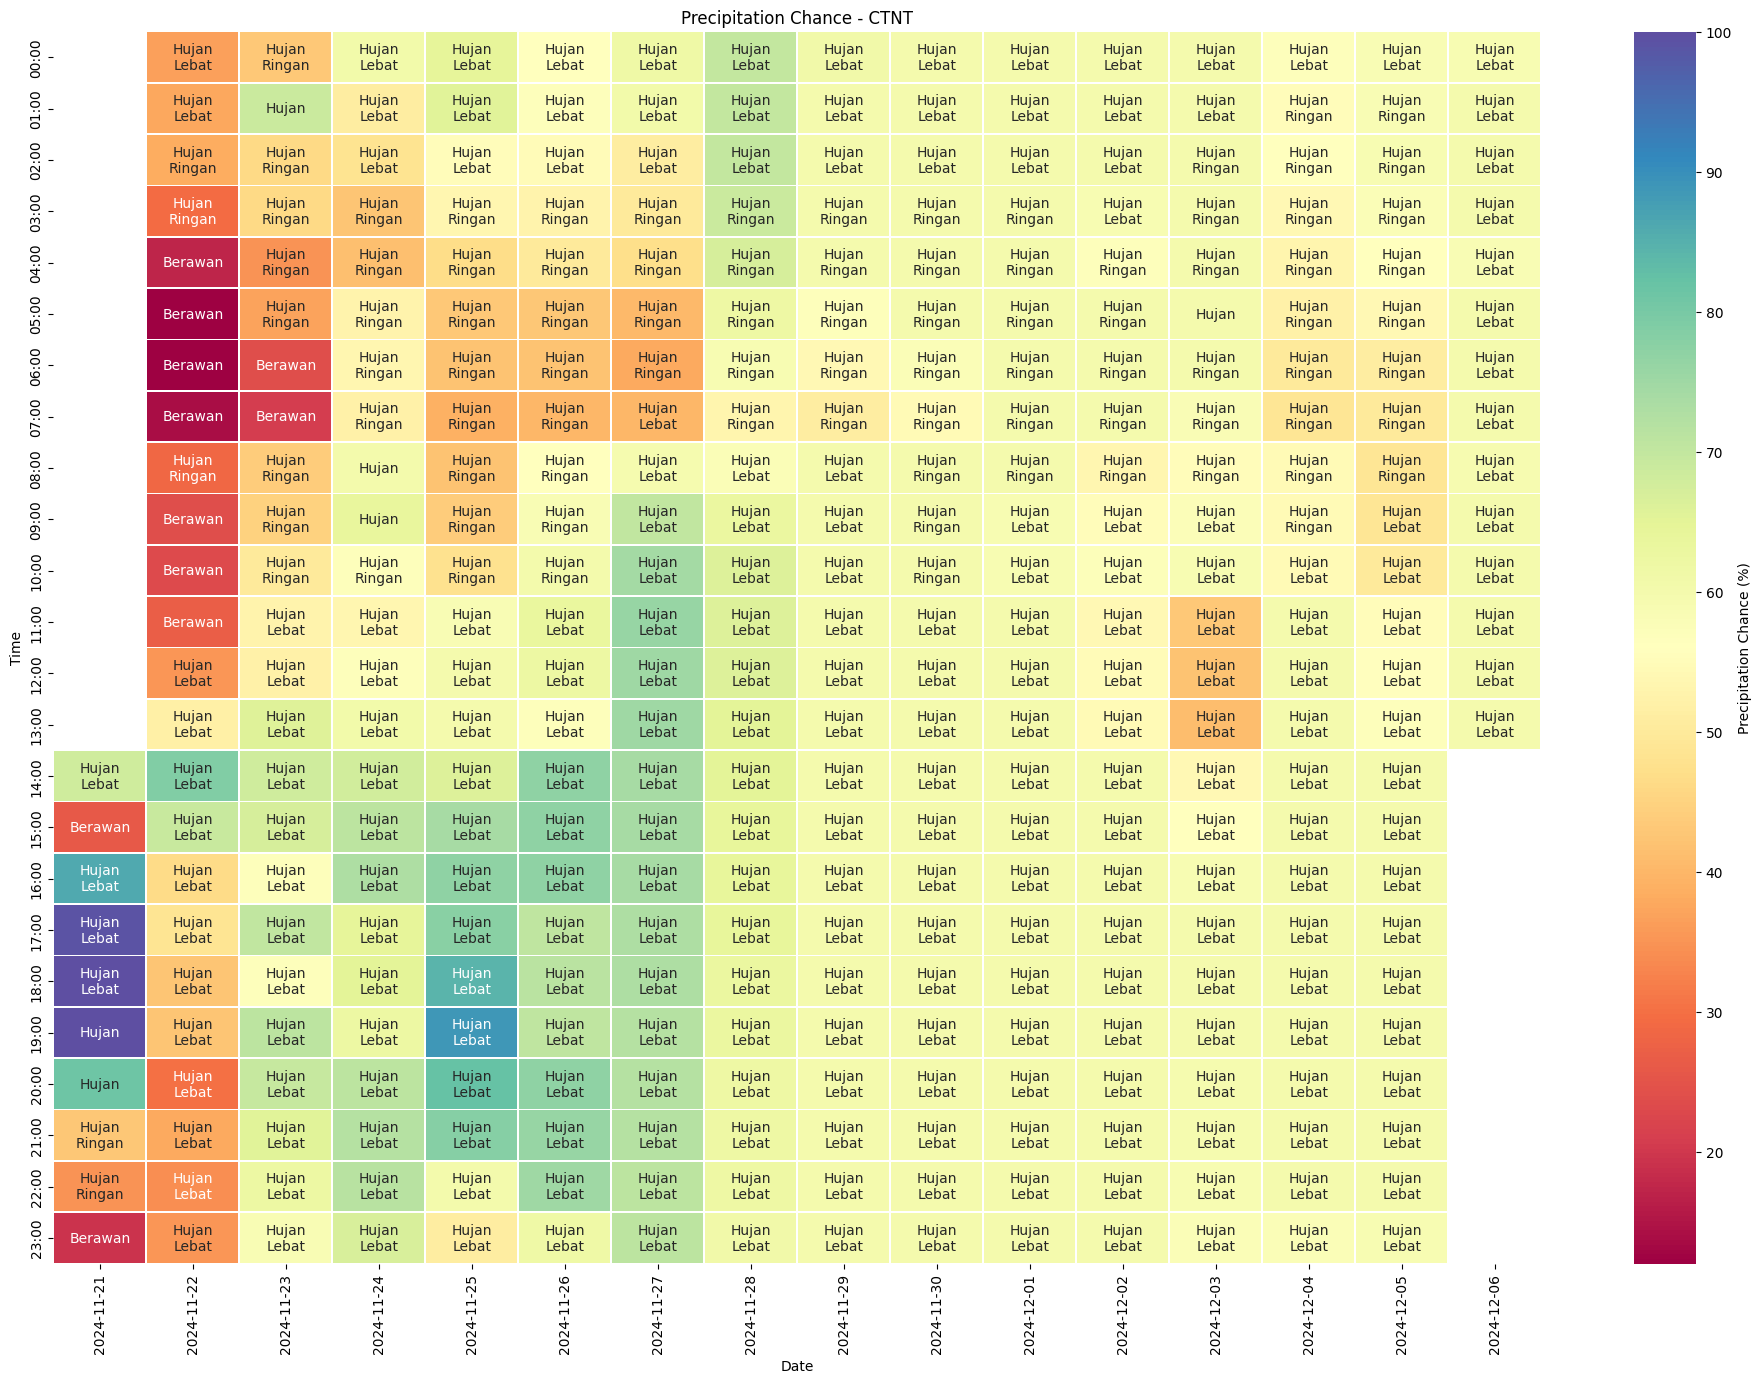 Precipitation Chance - CTNT
00:00
Hujan Hujan Hujan Hujan Hujan Hujan Hujan Hujan Hujan Hujan Hujan Hujan Hujan Hujan Hujan
Lebat Ringan Lebat Lebat Lebat Lebat Lebat Lebat Lebat Lebat Lebat Lebat Lebat Lebat Lebat
01:00
Hujan Hujan Hujan Hujan Hujan Hujan Hujan Hujan Hujan Hujan Hujan Hujan Hujan Hujan Hujan
Lebat Lebat Lebat Lebat Lebat Lebat Lebat Lebat Lebat Lebat Lebat Ringan Ringan Lebat
02:00
Hujan Hujan Hujan Hujan Hujan Hujan Hujan Hujan Hujan Hujan Hujan Hujan Hujan Hujan Hujan
Ringan Ringan Lebat Lebat Lebat Lebat Lebat Lebat Lebat Lebat Lebat Ringan Ringan Ringan Lebat
03:00
Hujan Hujan Hujan Hujan Hujan Hujan Hujan Hujan Hujan Hujan Hujan Hujan Hujan Hujan Hujan
Ringan Ringan Ringan Ringan Ringan Ringan Ringan Ringan Ringan Ringan Lebat Ringan Ringan Ringan Lebat
04:00
Berawan Hujan Hujan Hujan Hujan Hujan Hujan Hujan Hujan Hujan Hujan Hujan Hujan Hujan Hujan
Ringan Ringan Ringan Ringan Ringan Ringan Ringan Ringan Ringan Ringan Ringan Ringan Ringan Lebat
05:00
Berawan Hujan Hujan Hujan Hujan Hujan Hujan Hujan Hujan Hujan Hujan Hujan Hujan Hujan Hujan
Ringan Ringan Ringan Ringan Ringan Ringan Ringan Ringan Ringan Ringan Ringan Ringan Lebat
06:00
Berawan Berawan Hujan Hujan Hujan Hujan Hujan Hujan Hujan Hujan Hujan Hujan Hujan Hujan Hujan
Ringan Ringan Ringan Ringan Ringan Ringan Ringan Ringan Ringan Ringan Ringan Ringan Lebat
07:00
Berawan Berawan Hujan Hujan Hujan Hujan Hujan Hujan Hujan Hujan Hujan Hujan Hujan Hujan Hujan
Ringan Ringan Ringan Lebat Ringan Ringan Ringan Ringan Ringan Ringan Ringan Ringan Lebat
08:00
Hujan Hujan Hujan Hujan Hujan Hujan Hujan Hujan Hujan Hujan Hujan Hujan Hujan Hujan Hujan
Ringan Ringan Ringan Ringan Lebat Lebat Lebat Ringan Ringan Ringan Ringan Ringan Ringan Lebat
09:00
Berawan Hujan Hujan Hujan Hujan Hujan Hujan Hujan Hujan Hujan Hujan Hujan Hujan Hujan Hujan
Ringan Ringan Ringan Lebat Lebat Lebat Ringan Lebat Lebat Lebat Ringan Lebat Lebat
10:00
Berawan Hujan Hujan Hujan Hujan Hujan Hujan Hujan Hujan Hujan Hujan Hujan Hujan Hujan Hujan
Ringan Ringan Ringan Ringan Lebat Lebat Lebat Ringan Lebat Lebat Lebat Lebat Lebat Lebat
11:00
Berawan Hujan Hujan Hujan Hujan Hujan Hujan Hujan Hujan Hujan Hujan Hujan Hujan Hujan Hujan
Lebat Lebat Lebat Lebat Lebat Lebat Lebat Lebat Lebat Lebat Lebat Lebat Lebat Lebat
12:00
Hujan Hujan Hujan Hujan Hujan Hujan Hujan Hujan Hujan Hujan Hujan Hujan Hujan Hujan Hujan
Lebat Lebat Lebat Lebat Lebat Lebat Lebat Lebat Lebat Lebat Lebat Lebat Lebat Lebat Lebat
13:00
Hujan Hujan Hujan Hujan Hujan Hujan Hujan Hujan Hujan Hujan Hujan Hujan Hujan Hujan Hujan
Lebat Lebat Lebat Lebat Lebat Lebat Lebat Lebat Lebat Lebat Lebat Lebat Lebat Lebat Lebat
14:00
Hujan Hujan Hujan Hujan Hujan Hujan Hujan Hujan Hujan Hujan Hujan Hujan Hujan Hujan Hujan
Lebat Lebat Lebat Lebat Lebat Lebat Lebat Lebat Lebat Lebat Lebat Lebat Lebat Lebat Lebat
15:00
Berawan Hujan Hujan Hujan Hujan Hujan Hujan Hujan Hujan Hujan Hujan Hujan Hujan Hujan Hujan
Lebat Lebat Lebat Lebat Lebat Lebat Lebat Lebat Lebat Lebat Lebat Lebat Lebat Lebat
16:00
Hujan Hujan Hujan Hujan Hujan Hujan Hujan Hujan Hujan Hujan Hujan Hujan Hujan Hujan Hujan
Lebat Lebat Lebat Lebat Lebat Lebat Lebat Lebat Lebat Lebat Lebat Lebat Lebat Lebat Lebat
17:00
Hujan Hujan Hujan Hujan Hujan Hujan Hujan Hujan Hujan Hujan Hujan Hujan Hujan Hujan Hujan
Lebat Lebat Lebat Lebat Lebat Lebat Lebat Lebat Lebat Lebat Lebat Lebat Lebat Lebat Lebat
18:00
Hujan Hujan Hujan Hujan Hujan Hujan Hujan Hujan Hujan Hujan Hujan Hujan Hujan Hujan Hujan
Lebat Lebat Lebat Lebat Lebat Lebat Lebat Lebat Lebat Lebat Lebat Lebat Lebat Lebat Lebat
19:00
Hujan Hujan Hujan Hujan Hujan Hujan Hujan Hujan Hujan Hujan Hujan Hujan Hujan Hujan Hujan
Lebat Lebat Lebat Lebat Lebat Lebat Lebat Lebat Lebat Lebat Lebat Lebat Lebat Lebat
20:00
Hujan Hujan Hujan Hujan Hujan Hujan Hujan Hujan Hujan Hujan Hujan Hujan Hujan Hujan Hujan
Lebat Lebat Lebat Lebat Lebat Lebat Lebat Lebat Lebat Lebat Lebat Lebat Lebat Lebat
21:00
Hujan Hujan Hujan Hujan Hujan Hujan Hujan Hujan Hujan Hujan Hujan Hujan Hujan Hujan Hujan
Ringan Lebat Lebat Lebat Lebat Lebat Lebat Lebat Lebat Lebat Lebat Lebat Lebat Lebat Lebat
22:00
Hujan Hujan Hujan Hujan Hujan Hujan Hujan Hujan Hujan Hujan Hujan Hujan Hujan Hujan Hujan
Ringan Lebat Lebat Lebat Lebat Lebat Lebat Lebat Lebat Lebat Lebat Lebat Lebat Lebat Lebat
23:00
Berawan Hujan Hujan Hujan Hujan Hujan Hujan Hujan Hujan Hujan Hujan Hujan Hujan Hujan Hujan
Lebat Lebat Lebat Lebat Lebat Lebat Lebat Lebat Lebat Lebat Lebat Lebat Lebat Lebat
Time
2024-11-21
2024-11-22
2024-11-23
2024-11-24
2024-11-25
2024-11-26
2024-11-27
2024-11-28
2024-11-29
2024-11-30
2024-12-01
2024-12-02
2024-12-03
2024-12-04
2024-12-05
2024-12-06
Date
100
90
80
70
60
50
40
30
20
Precipitation Chance (%)